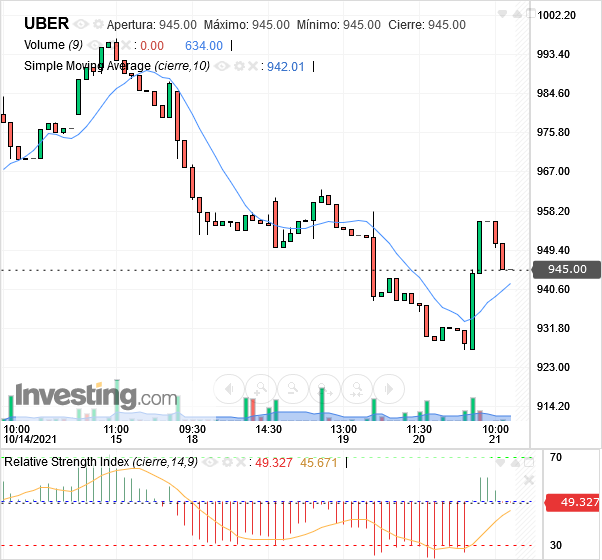 UBER Apertura: 945.00 Máximo: 945.00 Mínimo: 945.00 Cierre: 945.00
Volume (9) : 0.00 634.00
Simple Moving Average (cierre,10) : 942.01
1002.20
993.40
984.60
975.80
967.00
958.20
949.40
945.00
940.60
931.80
923.00
914.20
Investing.com
10:00 11:00 09:30 14:30 13:00 11:30 10:00
10/14/2021 15 18 19 20 21
Relative Strength Index (cierre,14,9) : 49.327 45.671
70
49.327
30